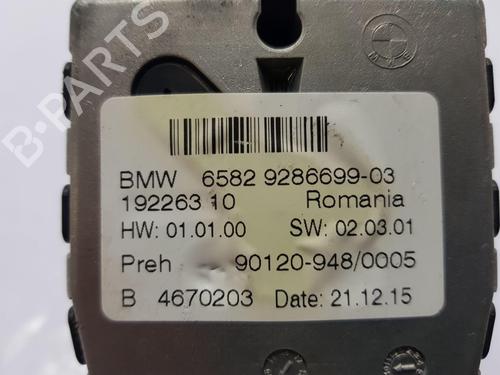 BMW
B-PARTS
BMW 6582 9286699-03
19226310 Romania
HW: 01.01.00 SW: 02.03.01
Preh 90120-948/0005
B 4670203 Date: 21.12.15